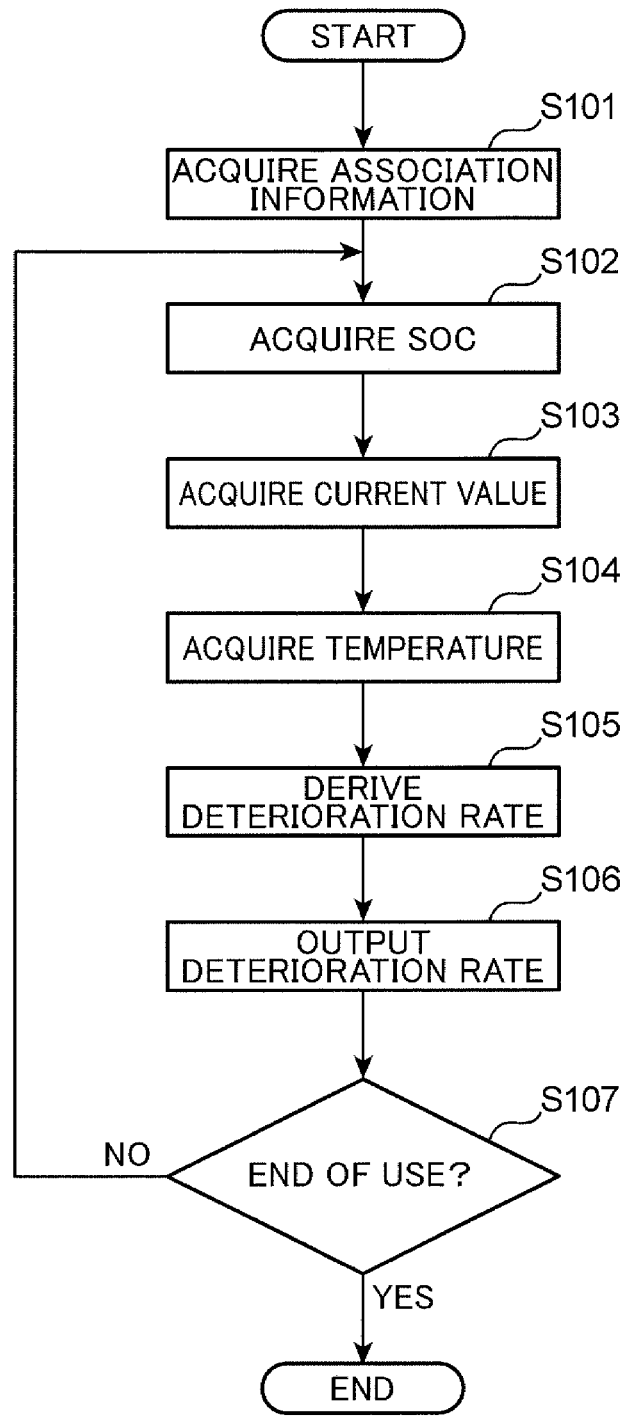 START
S101
ACQUIRE ASSOCIATION
INFORMATION
S102
ACQUIRE SOC
S103
ACQUIRE CURRENT VALUE
S104
ACQUIRE TEMPERATURE
S105
DERIVE
DETERIORATION RATE
S106
OUTPUT
DETERIORATION RATE
S107
NO
END OF USE?
YES
END